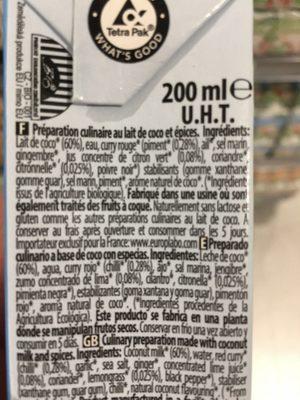 Tetra Pak®
WHAT'S GOOD
200 ml e
U.H.T.
F Préparation culinaire au lait de coco et épices. Ingrédients:
Lait de coco* (60%), eau, curry rouge* (piment* (0,28%), ail*, sel marin,
gingembre*, jus concentre de citron vert* (0,08%), coriandre*,
citronnelle* (0,025%), poivre noir*) stabilisants (gomme xanthane,
gomme guar), sel marin, piment*, arôme naturel de coco*. (*Ingrédients
issus de l'Agriculture biologique). Fabriqué dans une usine où sont
également traités des fruits à coque. Naturellement sans lactose et
gluten comme les autres préparations culinaires au lait de coco. A
conserver au frais après ouverture et consommer dans les 5 jours.
Importateur exclusif pour la France: www.europlabo.com E Preparado
culinario a base de coco con especias. Ingredientes: Leche de coco*
(60%), agua, curry rojo* (chilli* (0,28%), ajo*, sal marina, jengibre*,
zumo concentrado de lima* (0,08%), cilantro*, citronella* (0,025%),
pimienta negra*), estabilizantes (goma xantana y goma guar), pimentón
rojo*, aroma natural de coco*. (*Ingredientes procedentes de la
Agricultura Ecológica). Este producto se fabrica en una planta
donde se manipulan frutos secos. Conservar en frio una vez abierto y
consumir en 5 días. GB Culinary preparation made with coconut
milk and spices. Ingredients: Coconut milk* (60%), water, red curry*
(chilli* (0,28%), garlic*, sea salt, ginger*, concentrated lime juice*
(0,08%), coriander*, lemongrass* (0,025%), black pepper*), stabiliser
(xanthane gum, guar gum), chilli*, natural coconut flavouring*. (*From